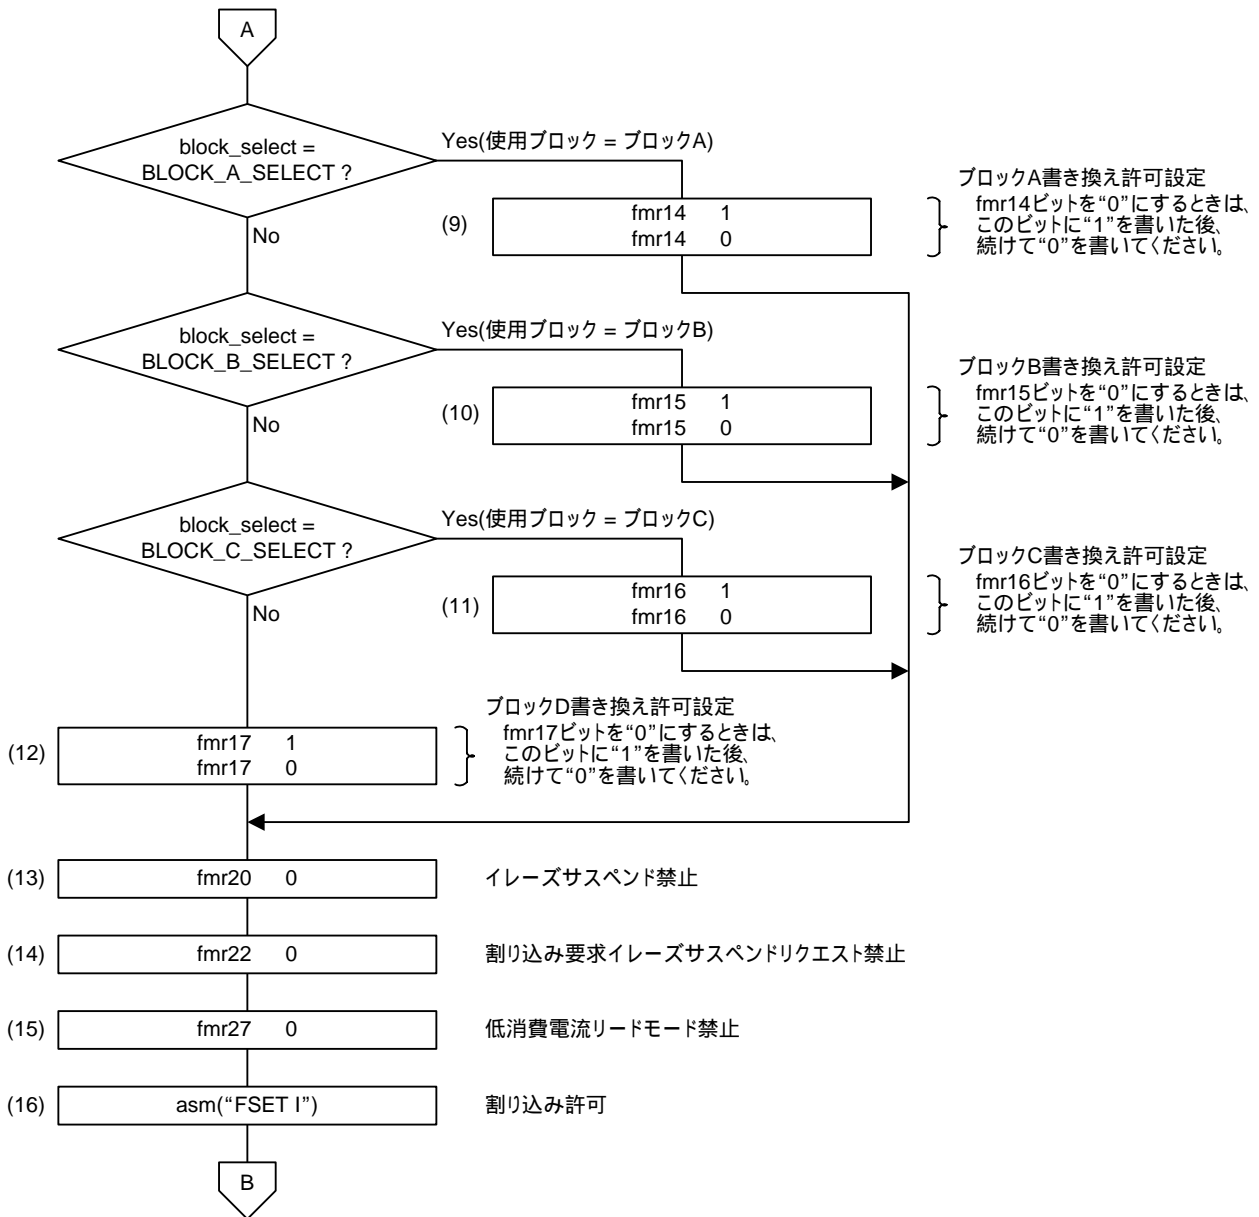 A
block_select =
BLOCK_A_SELECT ?
Yes(使用ブロック = ブロックA)
No
(9)
fmr14 1
fmr14 0
ブロックA書き換え許可設定
fmr14ビットを“0”にするときは、
このビットに“1”を書いた後、
続けて“0”を書いてください。
block_select =
BLOCK_B_SELECT ?
Yes(使用ブロック = ブロックB)
No
(10)
fmr15 1
fmr15 0
ブロックB書き換え許可設定
fmr15ビットを“0”にするときは、
このビットに“1”を書いた後、
続けて“0”を書いてください。
block_select =
BLOCK_C_SELECT ?
Yes(使用ブロック = ブロックC)
No
(11)
fmr16 1
fmr16 0
ブロックC書き換え許可設定
fmr16ビットを“0”にするときは、
このビットに“1”を書いた後、
続けて“0”を書いてください。
(12)
fmr17 1
fmr17 0
ブロックD書き換え許可設定
fmr17ビットを“0”にするときは、
このビットに“1”を書いた後、
続けて“0”を書いてください。
(13)
fmr20 0
イレーズサスペンド禁止
(14)
fmr22 0
割り込み要求イレーズサスペンドリクエスト禁止
(15)
fmr27 0
低消費電流リードモード禁止
(16)
asm(“FSET I”)
割り込み許可
B